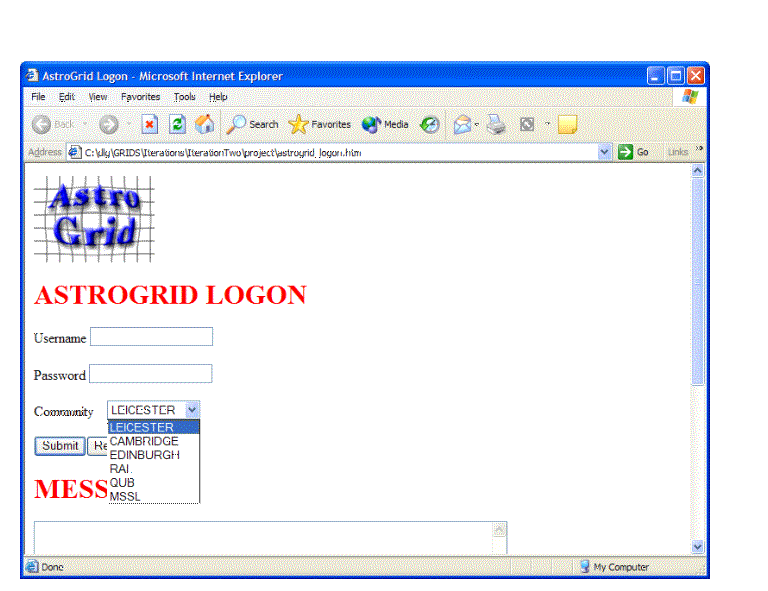 AstroGrid Logon - Microsoft Internet Explorer
File Edit View Favorites Tools Help
Back Search Favorites Media
Address C:\dly\GRIDS\Iterations\IterationTwo\project\astrogrid_logon.htm Go Links »
Astro
Grid
ASTROGRID LOGON
Username
Password
Community LEICESTER
LEICESTER
CAMBRIDGE
Submit Re
EDINBURGH
RAL
QUB
MESS
MSSL
Done My Computer